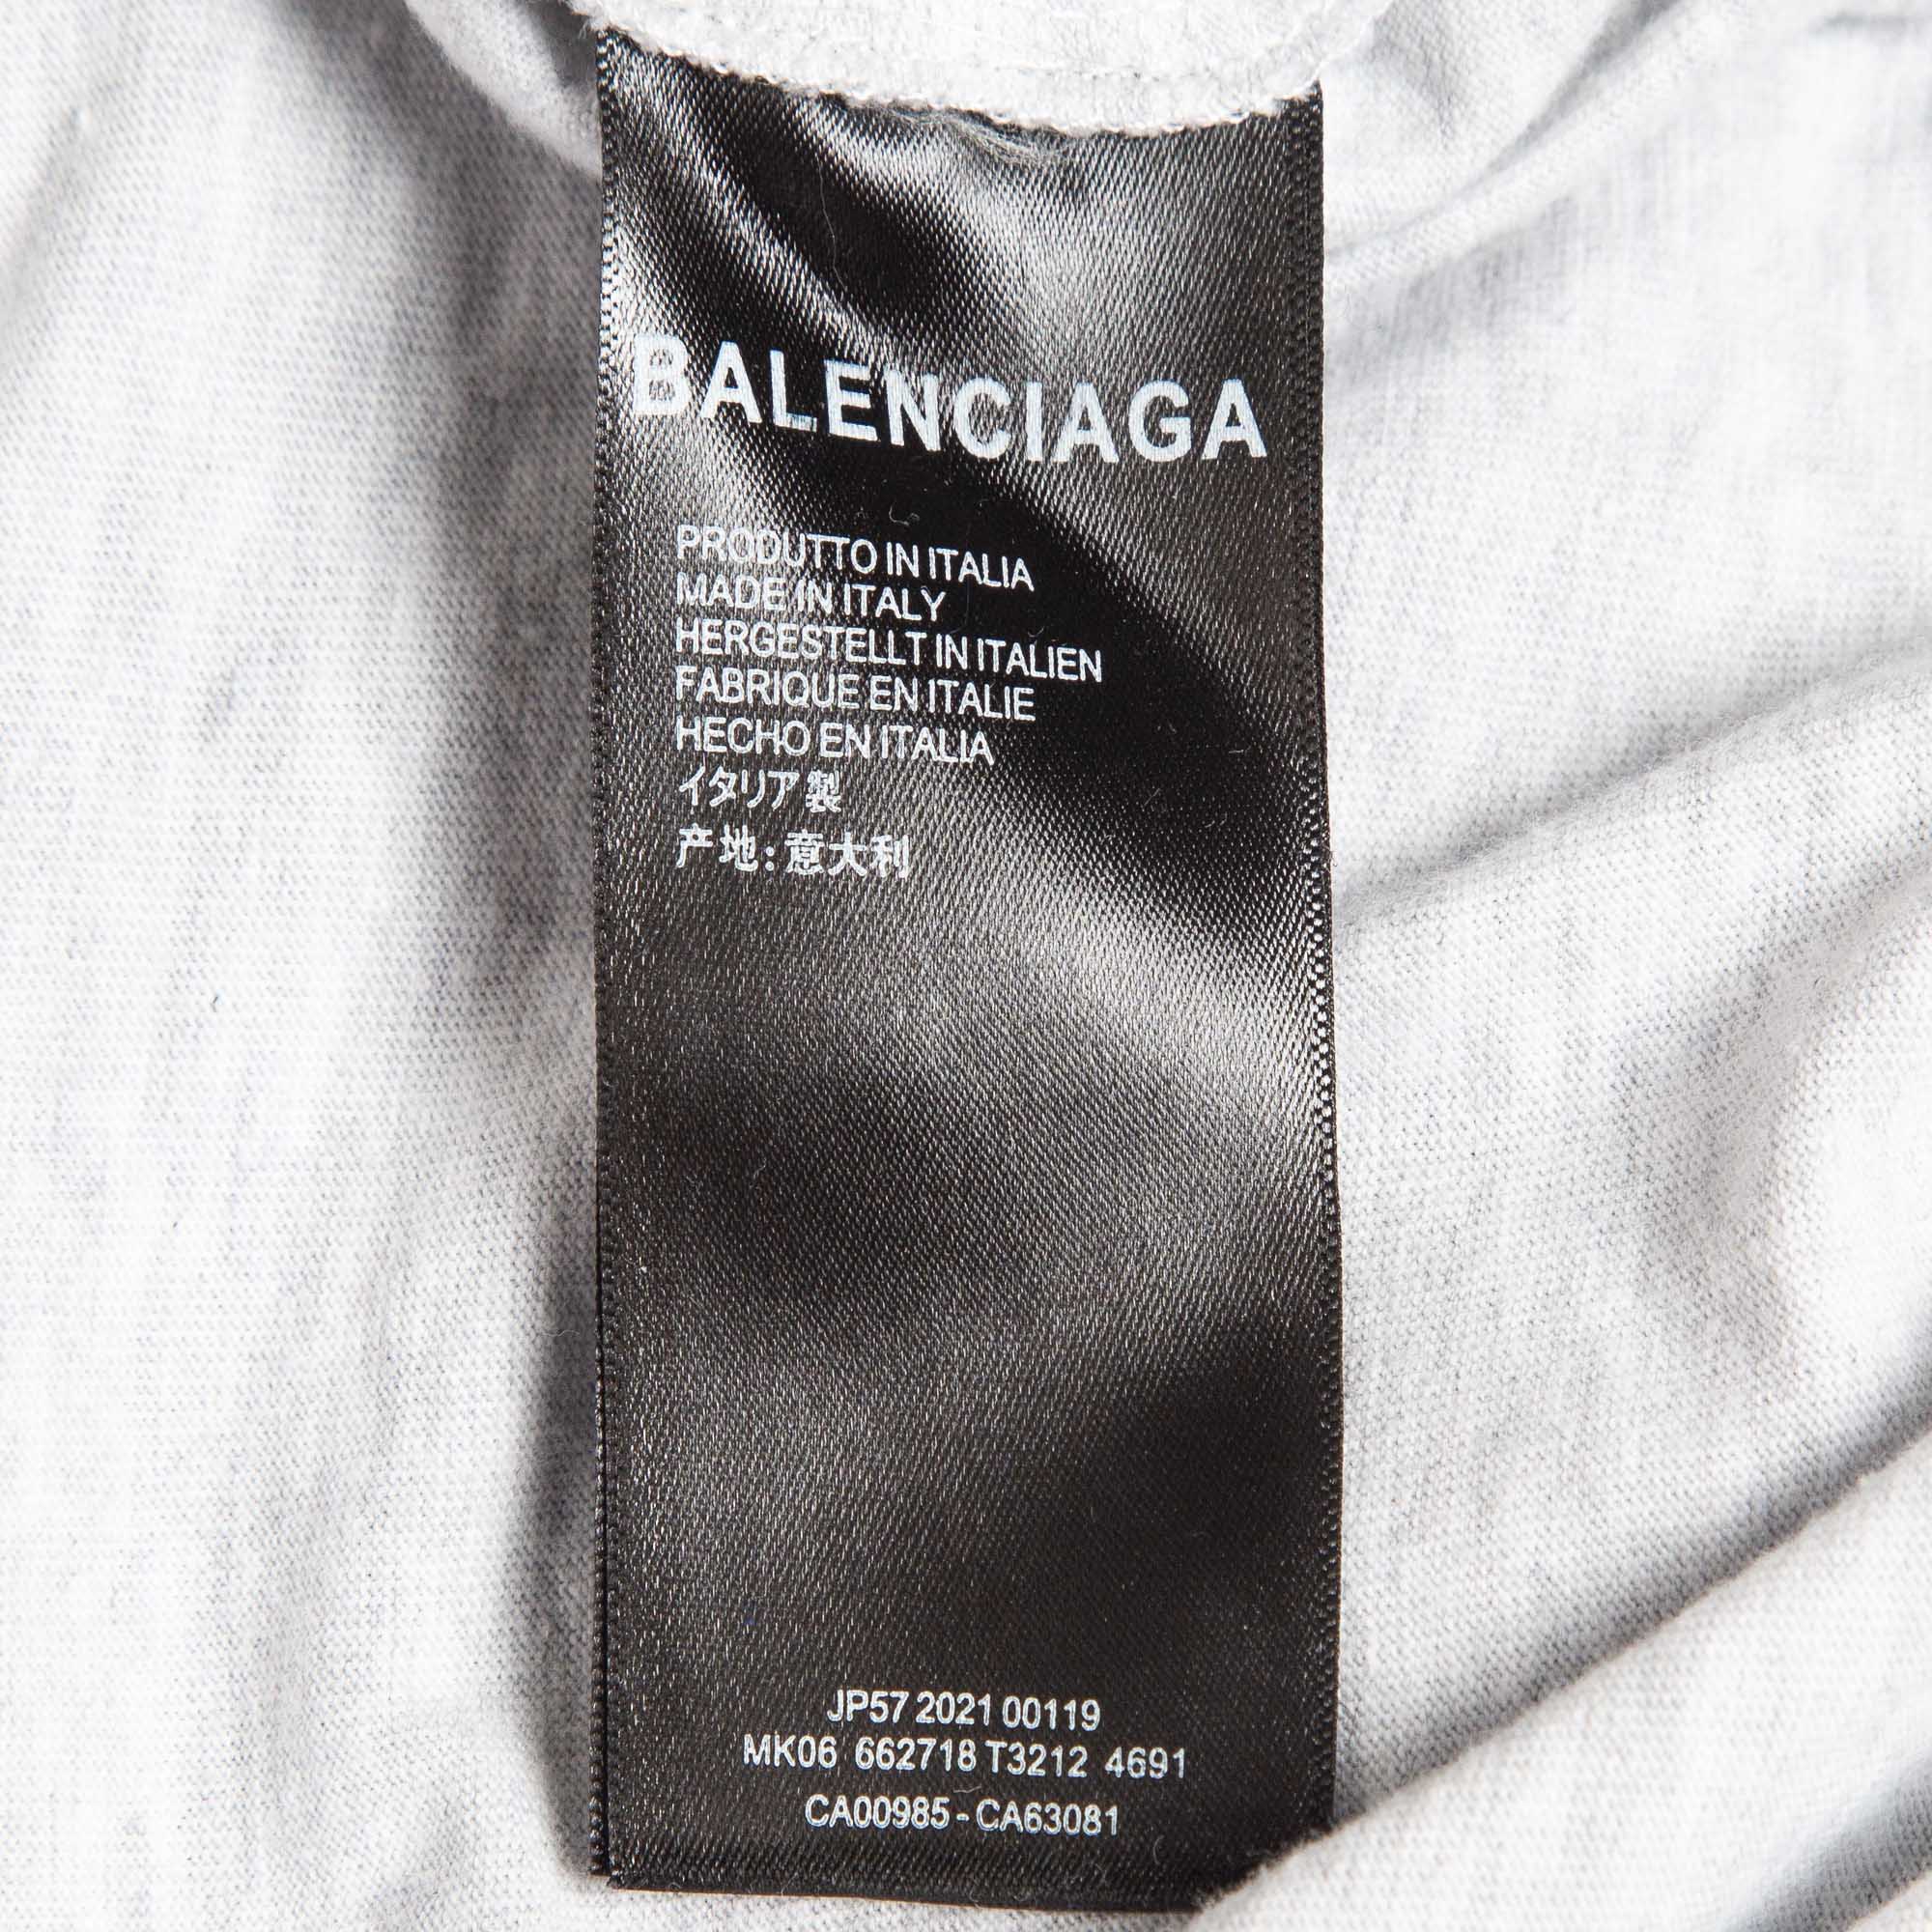 BALENCIAGA
PRODUTTO IN ITALIA
MADE IN ITALY
HERGESTELLT IN ITALIEN
FABRIQUE EN ITALIE
HECHO EN ITALIA
イタリア製
产地:意大利
JP57 2021 00119
MK06 662718 T3212 4691
CA00985 - CA63081